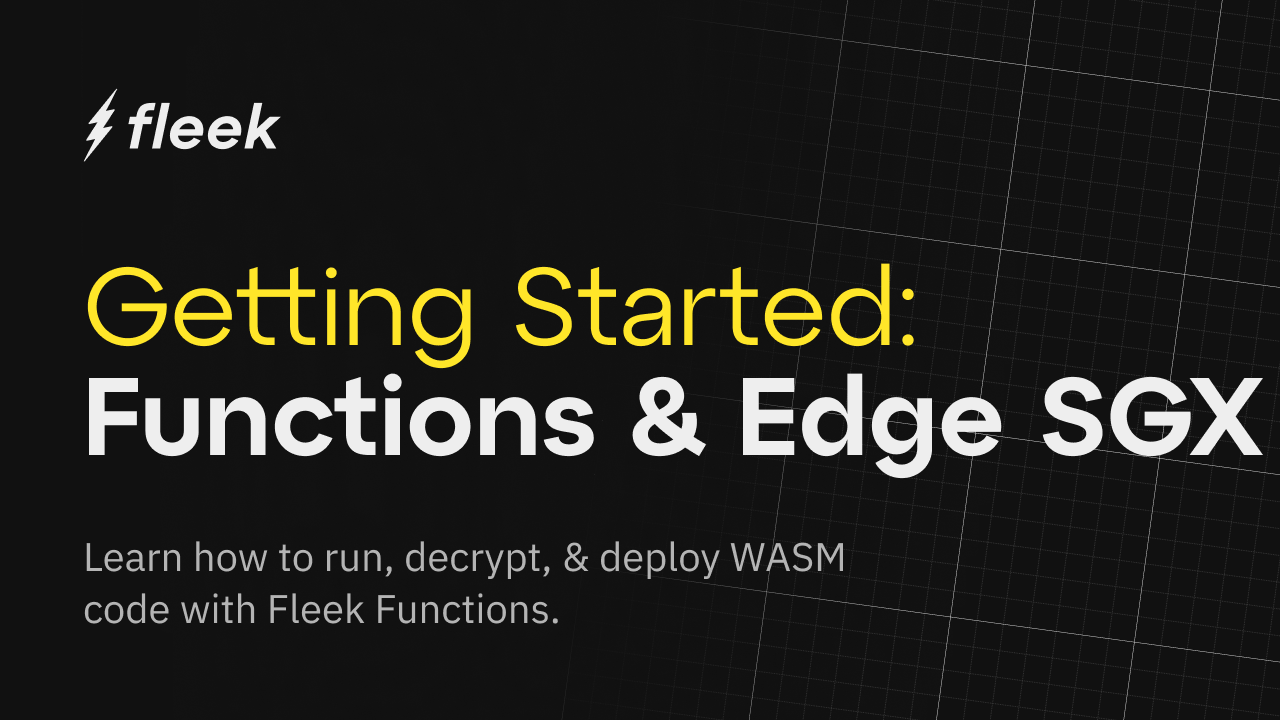 fleek
Getting Started:
Functions & Edge SGX
Learn how to run, decrypt, & deploy WASM
code with Fleek Functions.